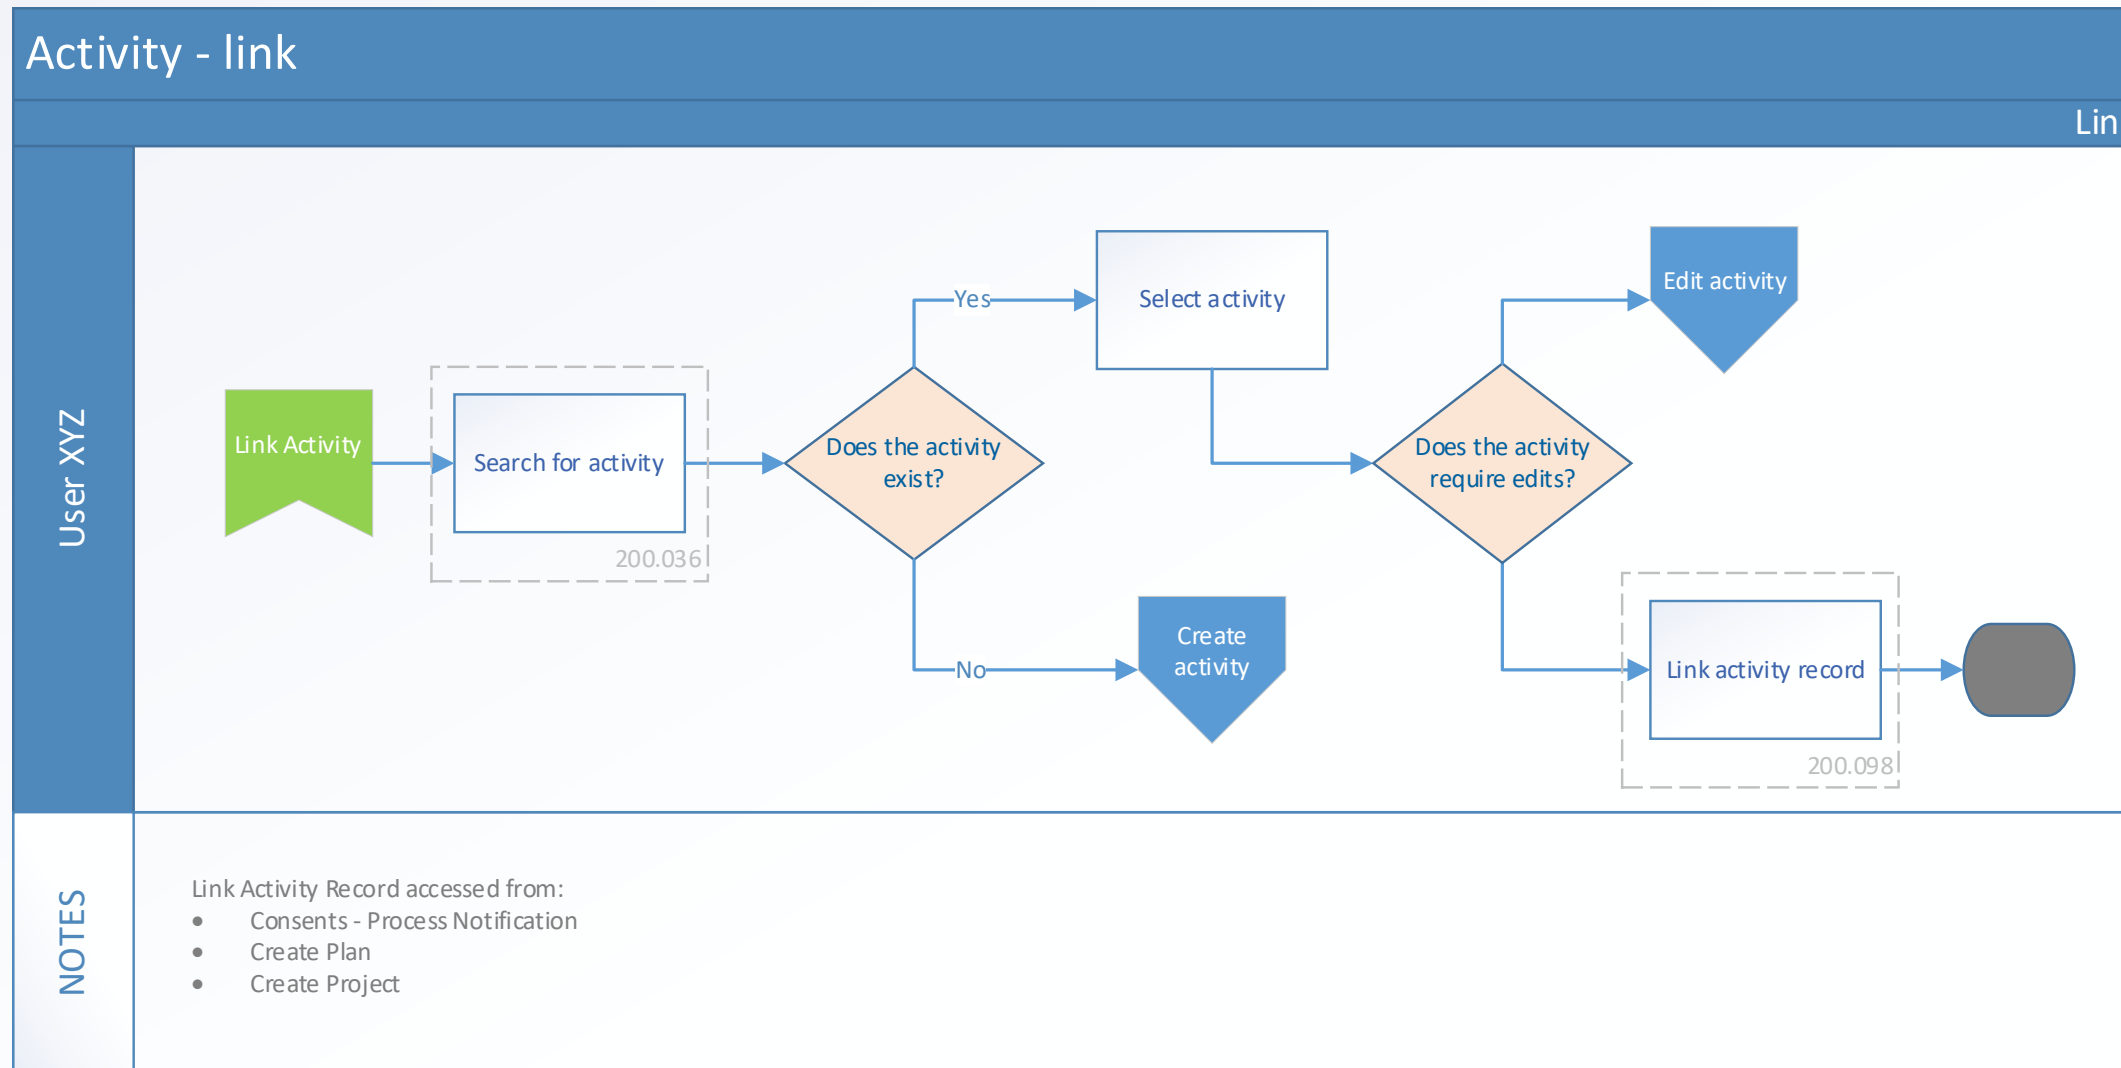 Activity - link
Lin
User XYZ
Link Activity
Search for activity
200.036
Does the activity
exist?
Yes
No
Select activity
Create
activity
Does the activity
require edits?
Edit activity
Link activity record
200.098
NOTES
Link Activity Record accessed from:
• Consents - Process Notification
• Create Plan
• Create Project